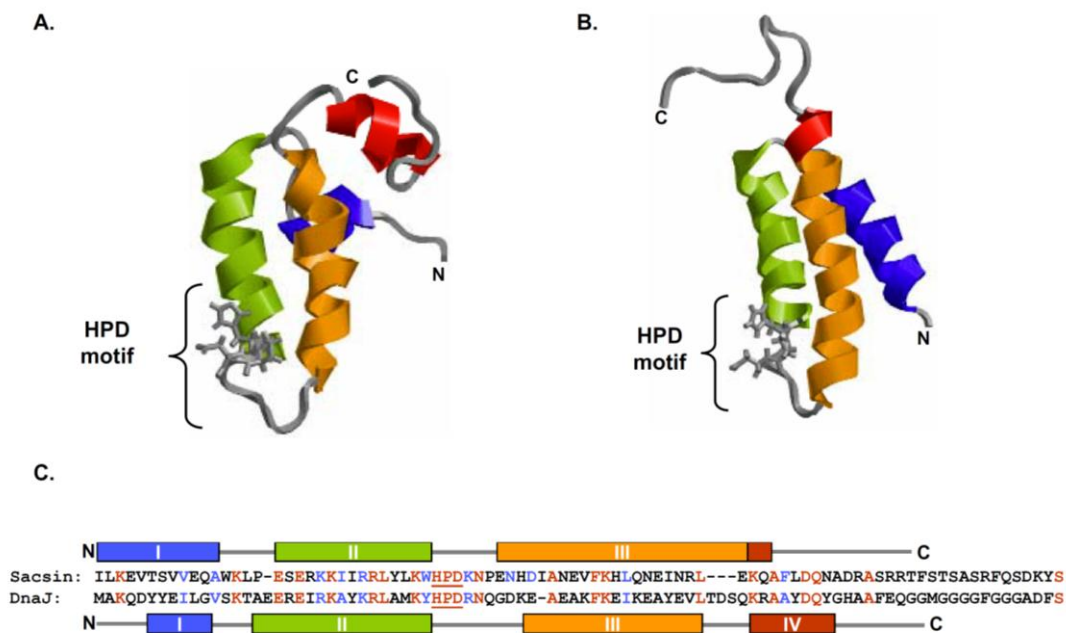 A.
B.
C
N
HPD
motif
C
N
HPD
motif
C.
N I II III C
Sacsin: ILKEVTSVVEQAWKLP-ESERKKIIRRLYLKWHPDKNPENHDIANEVFKHLQNEINRL---EKQAFLDQNADRASRRTFSTSASRFQSDKYS
DnaJ: MAKQDYYEILGVSKTAEEREIRKAYKRLAMKYHPDRNQGDKE-AEAKFKEIKEAYEVLTDSQKRAAYDQYGHAAFEQGGMGGGGFGGGADFS
N I II III IV C